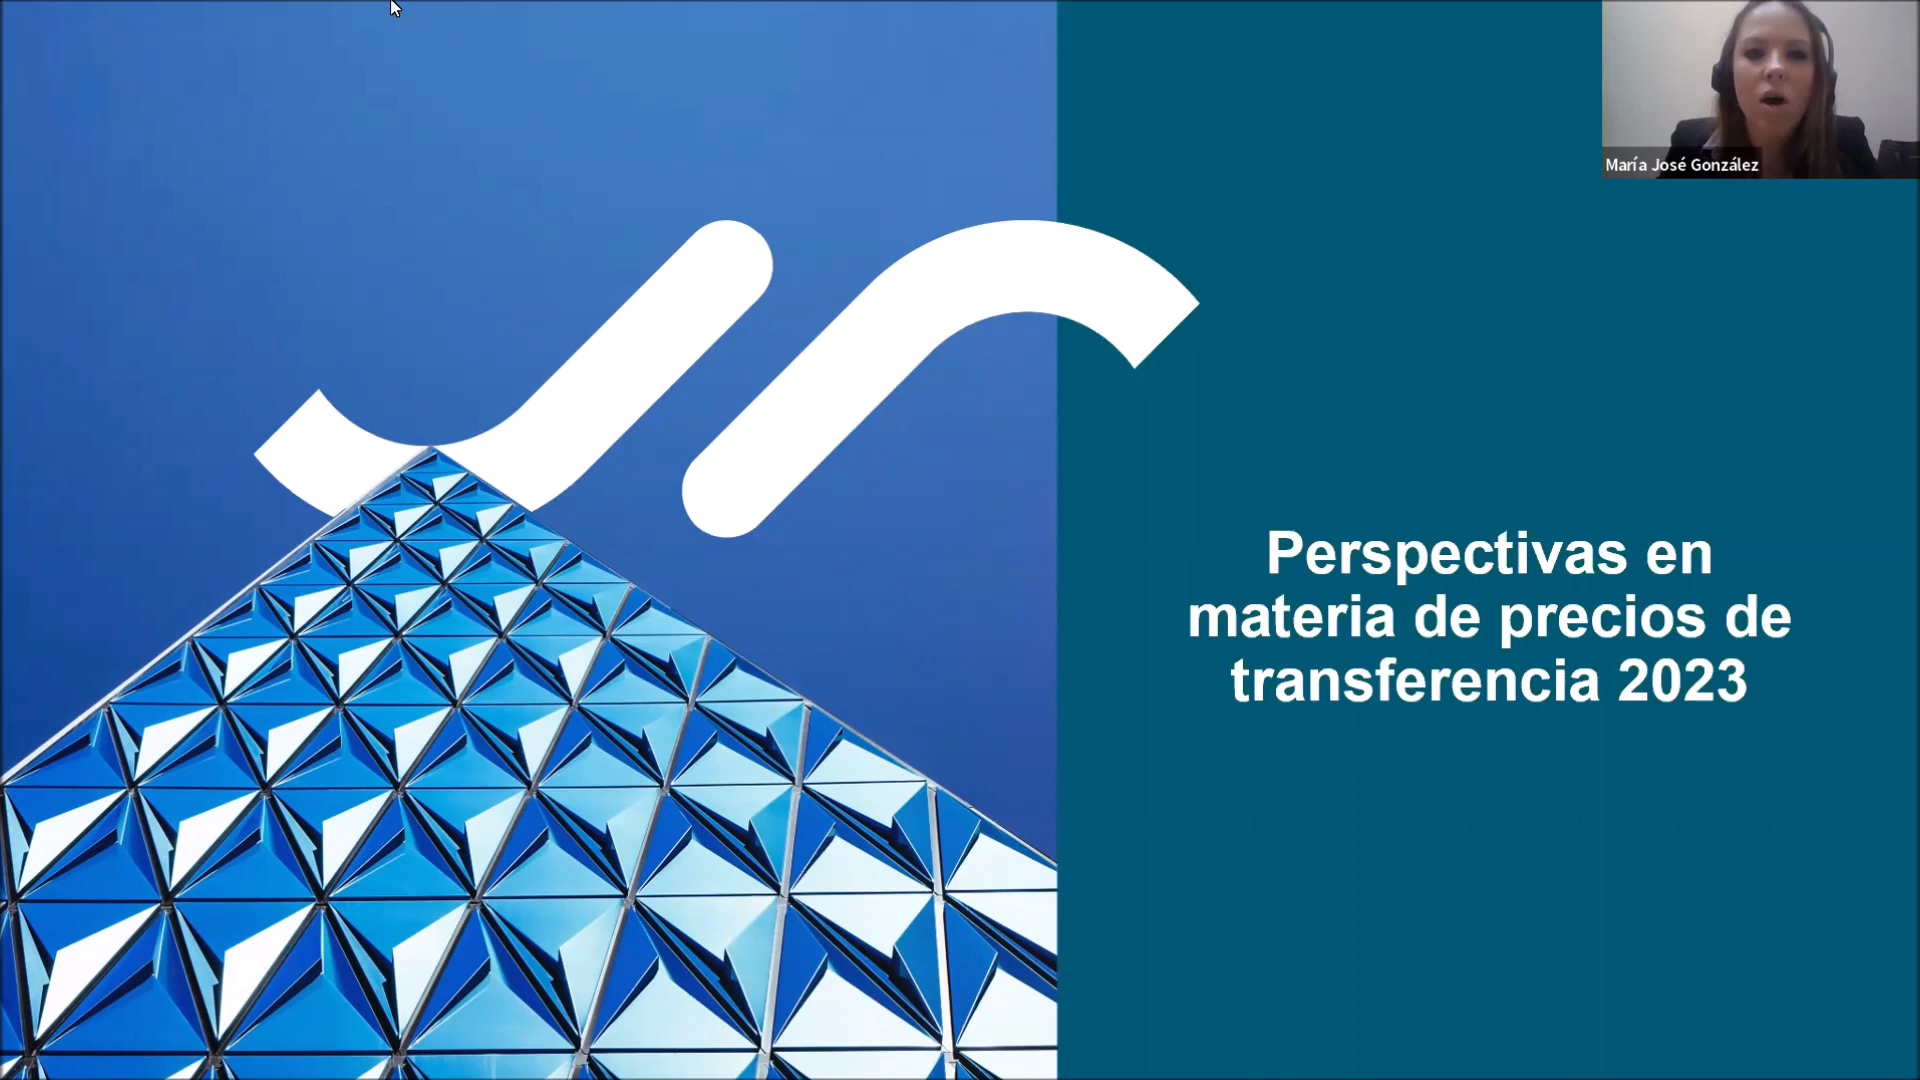 María José González
Perspectivas en
materia de precios de
transferencia 2023